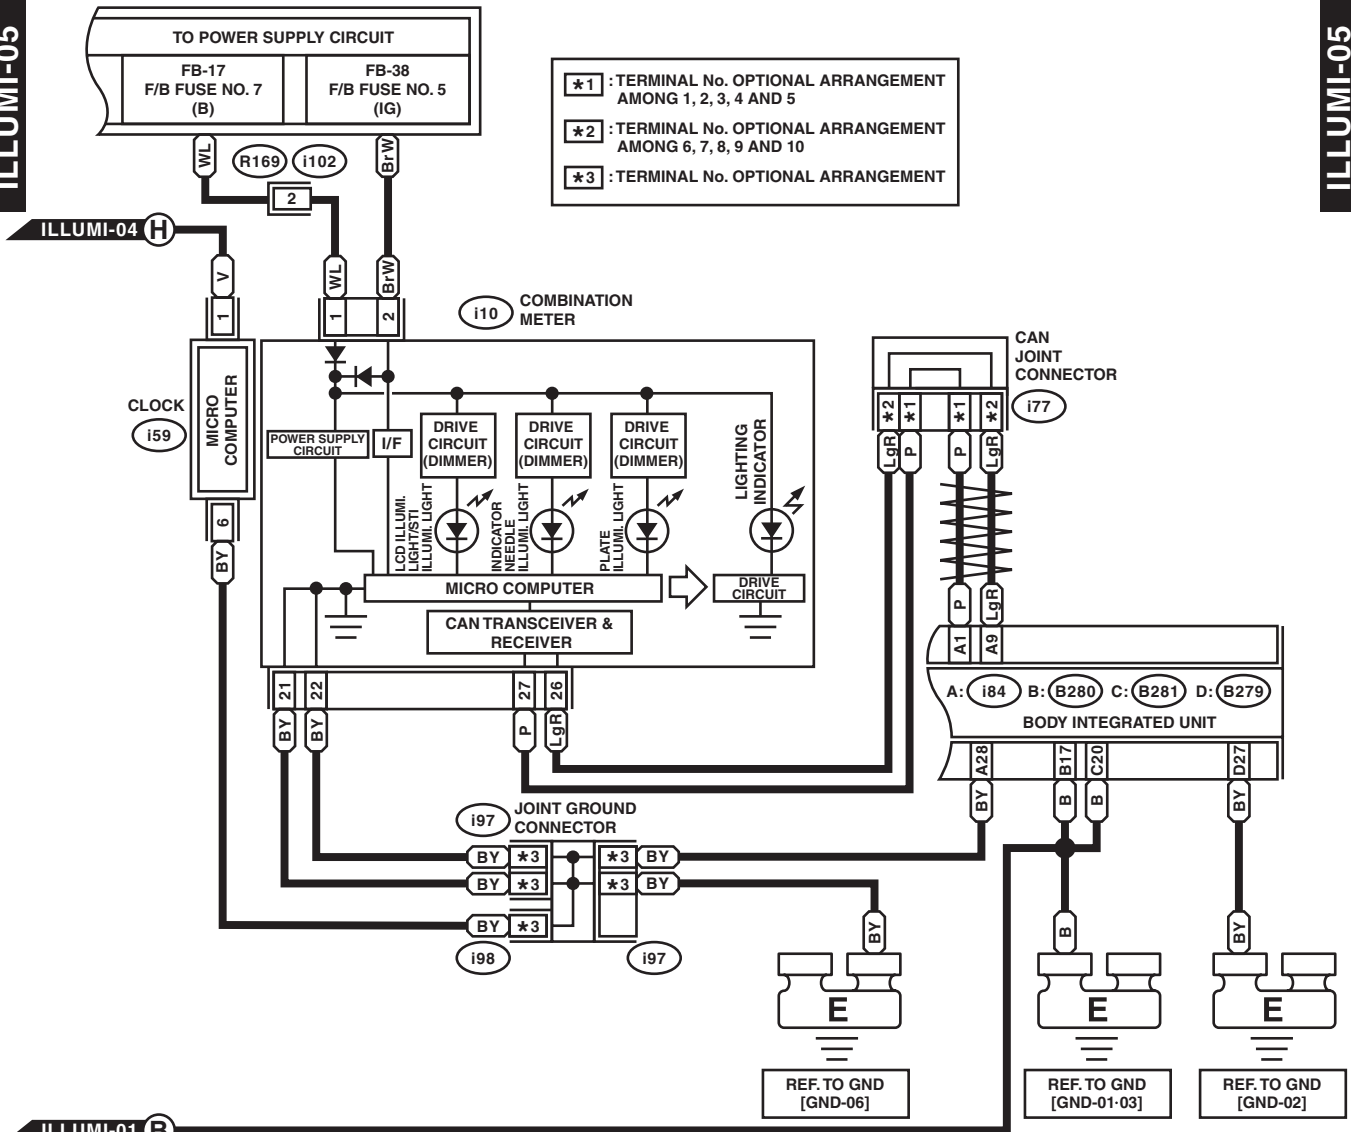 ILLUMI-05
ILLUMI-05
TO POWER SUPPLY CIRCUIT
FB-17
F/B FUSE NO. 7
(B)
FB-38
F/B FUSE NO. 5
(IG)
*1 : TERMINAL No. OPTIONAL ARRANGEMENT
AMONG 1, 2, 3, 4 AND 5
*2 : TERMINAL No. OPTIONAL ARRANGEMENT
AMONG 6, 7, 8, 9 AND 10
*3 : TERMINAL No. OPTIONAL ARRANGEMENT
WL
R169
i102
BrW
2
ILLUMI-04 H
V
WL
BrW
1
1
2
i10
COMBINATION
METER
CLOCK
i59
MICRO
COMPUTER
6
BY
POWER SUPPLY
CIRCUIT
I/F
DRIVE
CIRCUIT
(DIMMER)
DRIVE
CIRCUIT
(DIMMER)
DRIVE
CIRCUIT
(DIMMER)
LIGHTING
INDICATOR
LCD ILLUMI.
LIGHT/STI
ILLUMI. LIGHT
INDICATOR
NEEDLE
ILLUMI. LIGHT
PLATE
ILLUMI. LIGHT
MICRO COMPUTER
DRIVE
CIRCUIT
CAN TRANSCEIVER &
RECEIVER
CAN
JOINT
CONNECTOR
i77
*2
*1
*1
*2
LgR
P
P
LgR
P
LgR
A1
A9
A: i84 B: B280 C: B281 D: B279
BODY INTEGRATED UNIT
A28
B17
C20
D27
BY
B
B
BY
21
22
27
26
BY
BY
P
LgR
i97
JOINT GROUND
CONNECTOR
BY *3
*3 BY
BY *3
*3 BY
BY *3
i98
i97
BY
B
BY
E
E
E
REF. TO GND
[GND-06]
REF. TO GND
[GND-01·03]
REF. TO GND
[GND-02]
ILLUMI-01 B